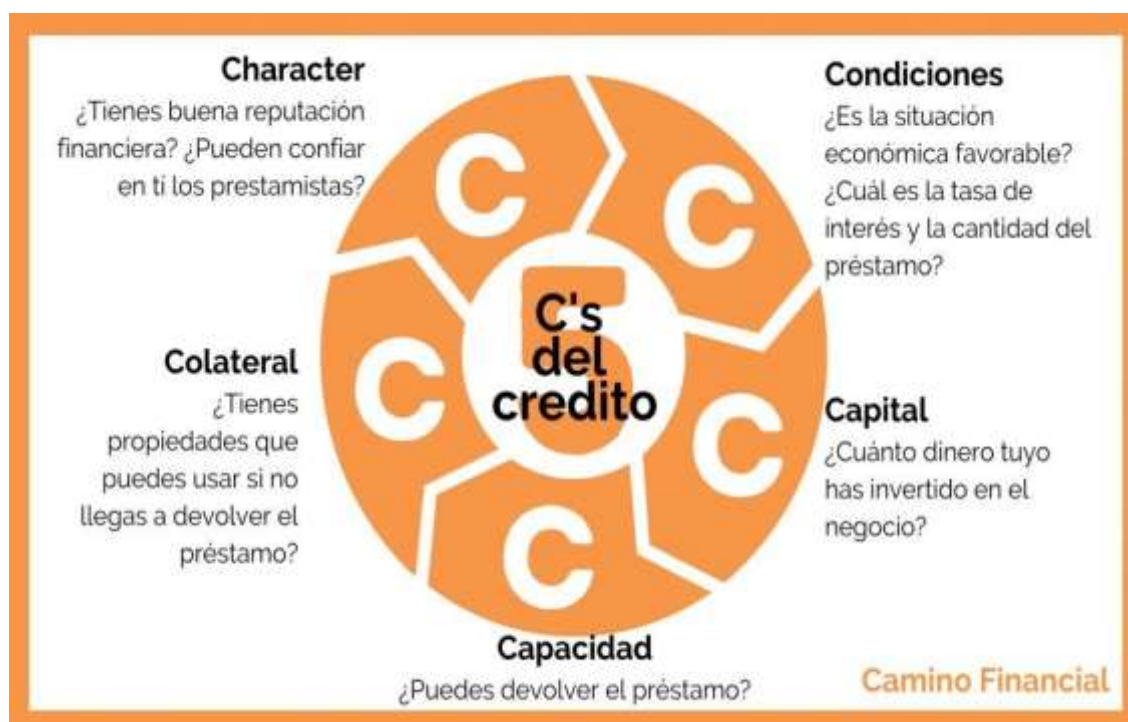 Character
¿Tienes buena reputación
financiera? ¿Pueden confiar
en tí los prestamistas?
Condiciones
¿Es la situación
económica favorable?
¿Cuál es la tasa de
interés y la cantidad del
préstamo?
C
C
C
C
C
5
C's
del
credito
Colateral
¿Tienes
propiedades que
puedes usar si no
llegas a devolver el
préstamo?
Capital
¿Cuánto dinero tuyo
has invertido en el
negocio?
Capacidad
¿Puedes devolver el préstamo?
Camino Financial